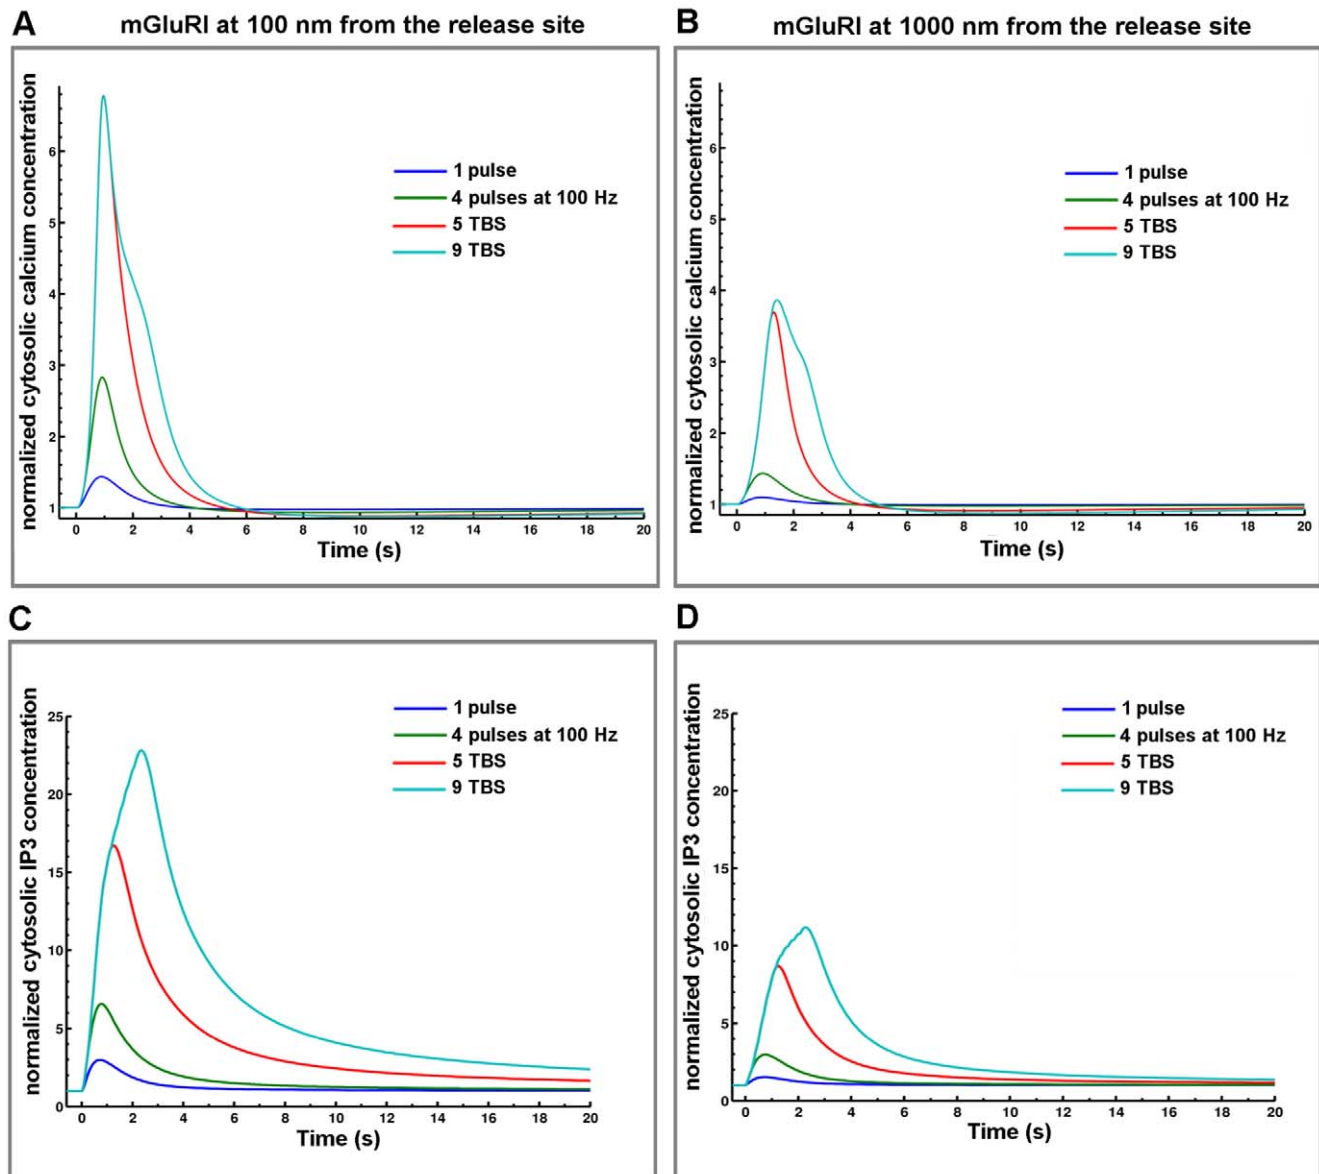 A
mGluRI at 100 nm from the release site
normalized cytosolic calcium concentration
1 pulse
4 pulses at 100 Hz
5 TBS
9 TBS
6
5
4
3
2
1
0 2 4 6 8 10 12 14 16 18 20
Time (s)
B
mGluRI at 1000 nm from the release site
normalized cytosolic calcium concentration
1 pulse
4 pulses at 100 Hz
5 TBS
9 TBS
6
5
4
3
2
1
0 2 4 6 8 10 12 14 16 18 20
Time (s)
C
normalized cytosolic IP3 concentration
1 pulse
4 pulses at 100 Hz
5 TBS
9 TBS
25
20
15
10
5
0
0 2 4 6 8 10 12 14 16 18 20
Time (s)
D
normalized cytosolic IP3 concentration
1 pulse
4 pulses at 100 Hz
5 TBS
9 TBS
25
20
15
10
5
0
0 2 4 6 8 10 12 14 16 18 20
Time (s)